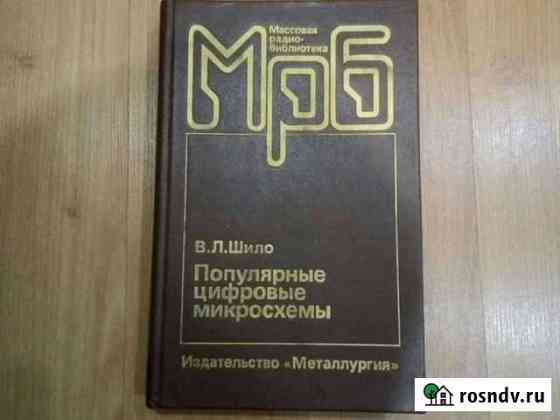 Массовая
радио-
библиотека
Мрб
В.Л.Шило
Популярные
цифровые
микросхемы
Издательство «Металлургия»
rosndv.ru